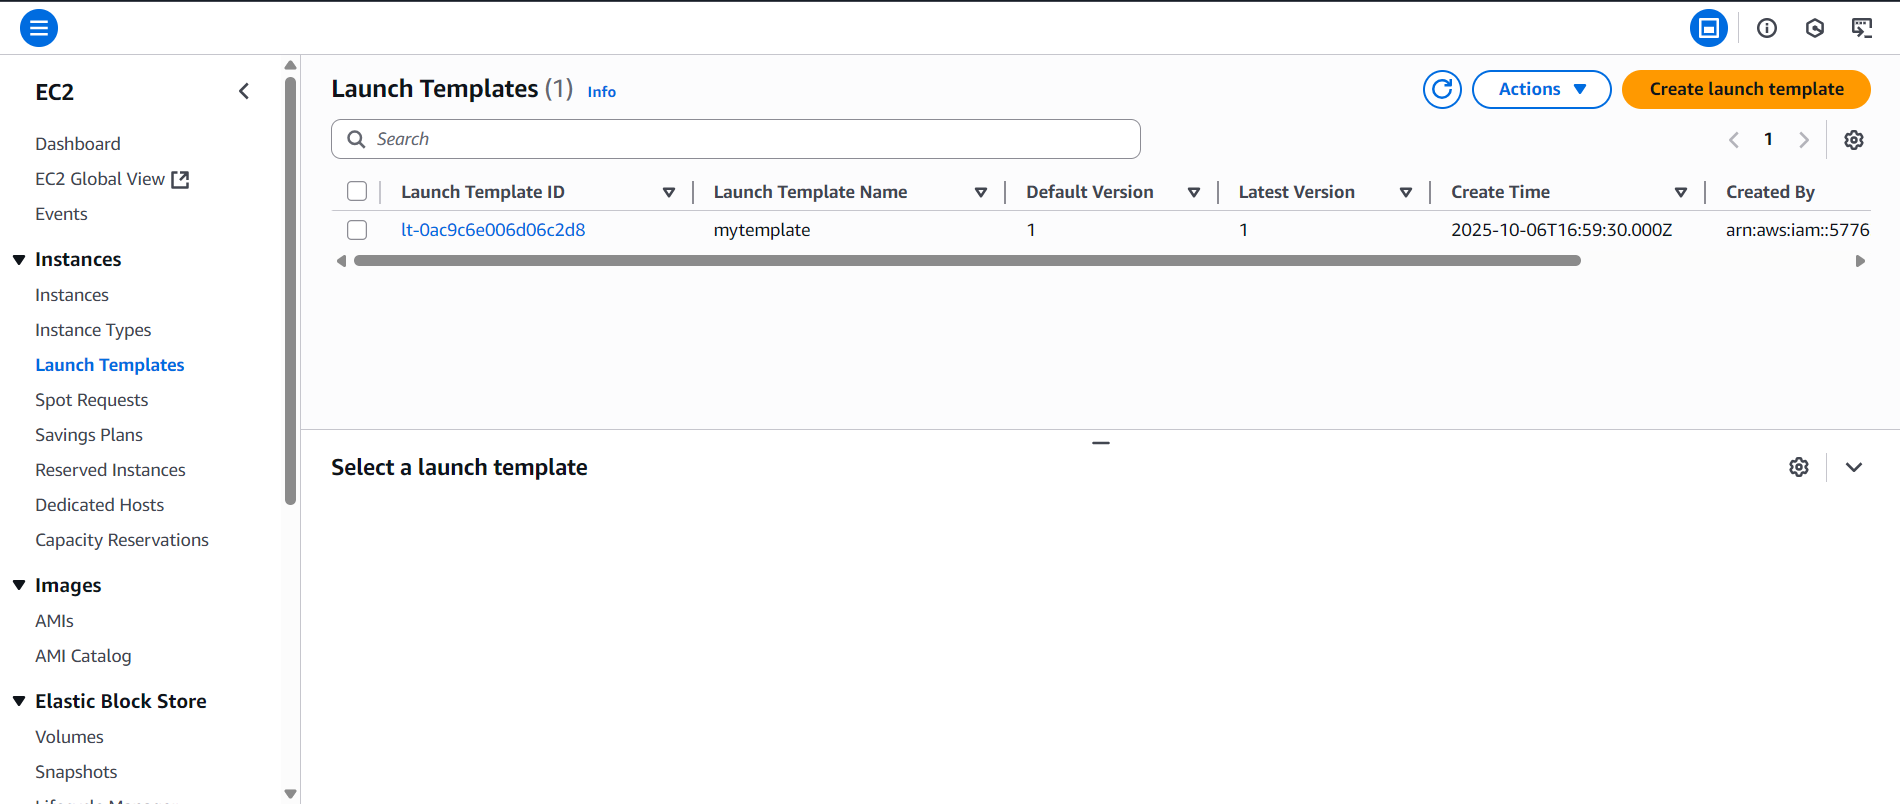 EC2
Dashboard
EC2 Global View
Events
Instances
Instances
Instance Types
Launch Templates
Spot Requests
Savings Plans
Reserved Instances
Dedicated Hosts
Capacity Reservations
Images
AMIs
AMI Catalog
Elastic Block Store
Volumes
Snapshots
Launch Templates (1) Info
Actions
Create launch template
Search
1
Launch Template ID Launch Template Name Default Version Latest Version Create Time Created By
lt-0ac9c6e006d06c2d8 mytemplate 1 1 2025-10-06T16:59:30.000Z arn:aws:iam::5776
Select a launch template